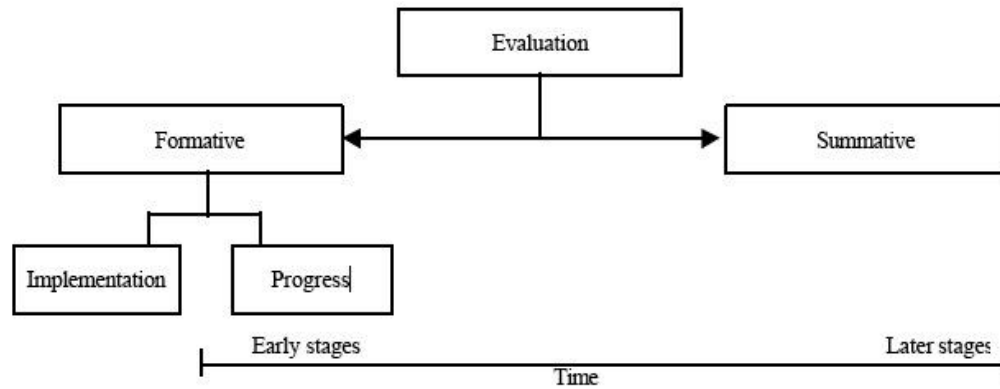 Evaluation
Formative
Summative
Implementation
Progress
Early stages
Later stages
Time